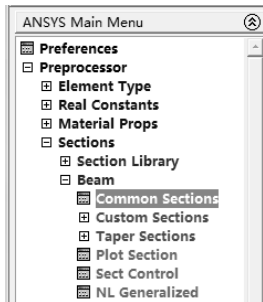 ANSYS Main Menu
Preferences
Preprocessor
Element Type
Real Constants
Material Props
Sections
Section Library
Beam
Common Sections
Custom Sections
Taper Sections
Plot Section
Sect Control
NL Generalized